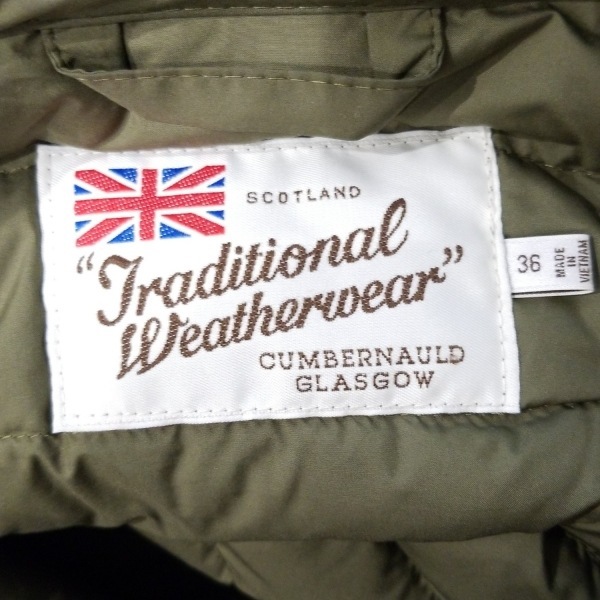 SCOTLAND
"Traditional
Weatherwear"
CUMBERNAULD
GLASGOW
36
MADE
IN
VIETNAM